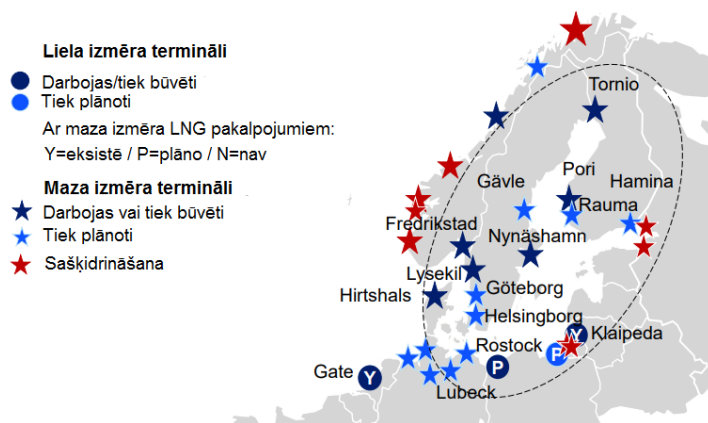 Liela izmēra termināli
Darbojas/tiek būvēti
Tiek plānoti
Ar maza izmēra LNG pakalpojumiem:
Y=eksistē / P=plāno / N=nav
Maza izmēra termināli
Darbojas vai tiek būvēti
Tiek plānoti
Sašķidrināšana
Tornio
Pori
Hamina
Gävle
Rauma
Fredrikstad
Nynäshamn
Lysekil
Göteborg
Hirtshals
Helsingborg
Y
Klaipeda
Rostock
P
Gate
Y
P
Lubeck